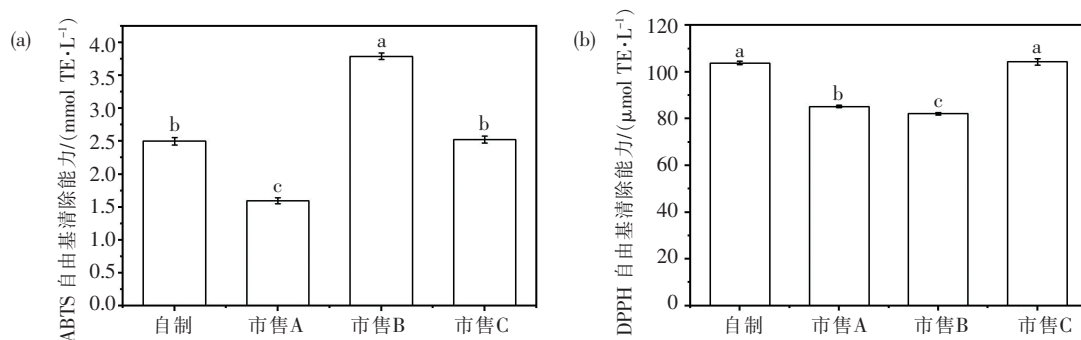 (a)
ABTS 自由基清除能力/(mmol TE·L⁻¹)
4.0
3.75
2.5
1.5
1.0
2.0
0.5
0.0
b
c
a
b
自制
市售A
市售B
市售C
(b)
DPPH 自由基清除能力/(μmol TE·L⁻¹)
120
100
80
60
40
20
0
a
b
c
a
自制
市售A
市售B
市售C